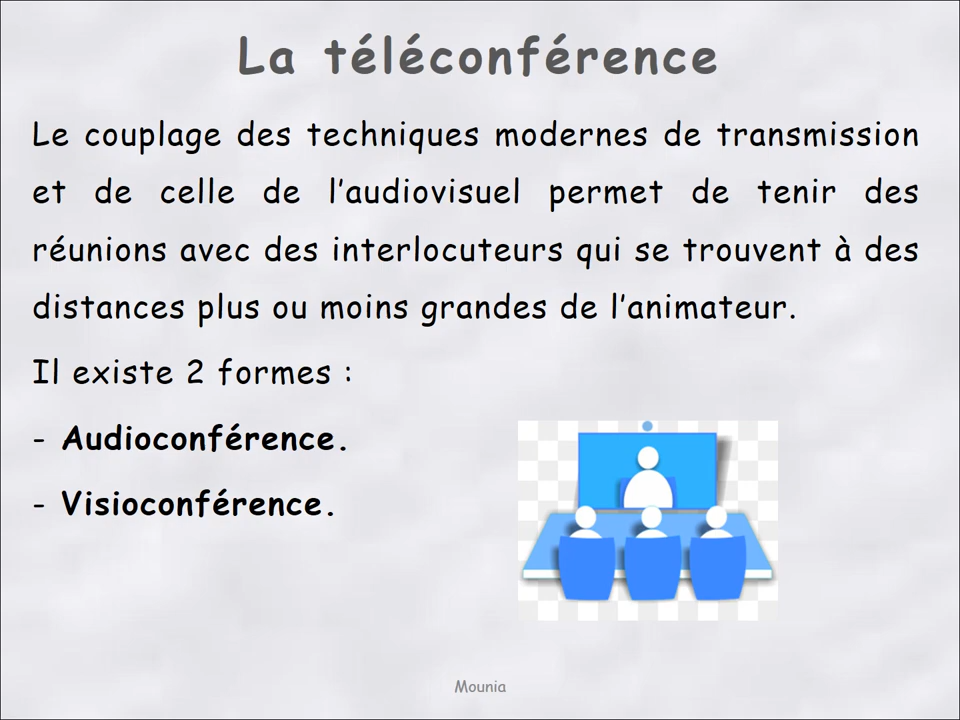 La téléconférence
Le couplage des techniques modernes de transmission
et de celle de l’audiovisuel permet de tenir des
réunions avec des interlocuteurs qui se trouvent à des
distances plus ou moins grandes de l’animateur.
Il existe 2 formes :
- Audioconférence.
- Visioconférence.
Mounia